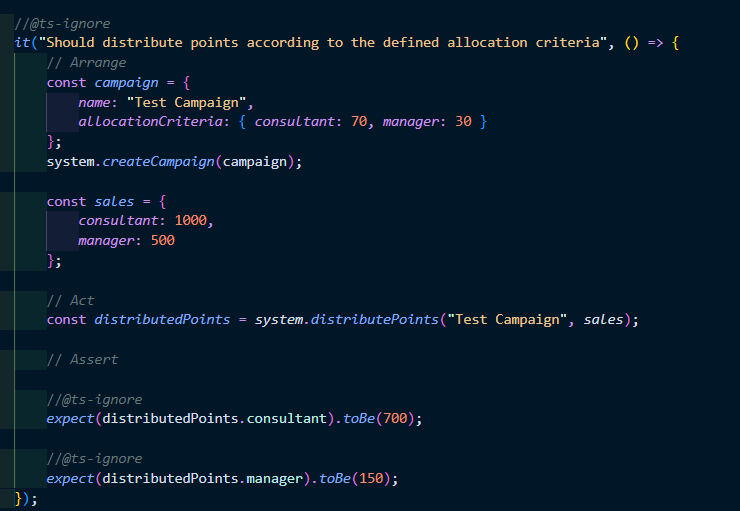 //@ts-ignore
it("Should distribute points according to the defined allocation criteria", () => {
    // Arrange
    const campaign = {
        name: "Test Campaign",
        allocationCriteria: { consultant: 70, manager: 30 }
    };
    system.createCampaign(campaign);

    const sales = {
        consultant: 1000,
        manager: 500
    };

    // Act
    const distributedPoints = system.distributePoints("Test Campaign", sales);

    // Assert

    //@ts-ignore
    expect(distributedPoints.consultant).toBe(700);

    //@ts-ignore
    expect(distributedPoints.manager).toBe(150);
});